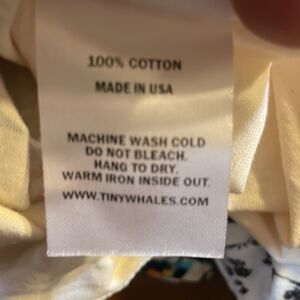 100% COTTON
MADE IN USA
MACHINE WASH COLD
DO NOT BLEACH.
HANG TO DRY.
WARM IRON INSIDE OUT.
WWW.TINYWHALES.COM